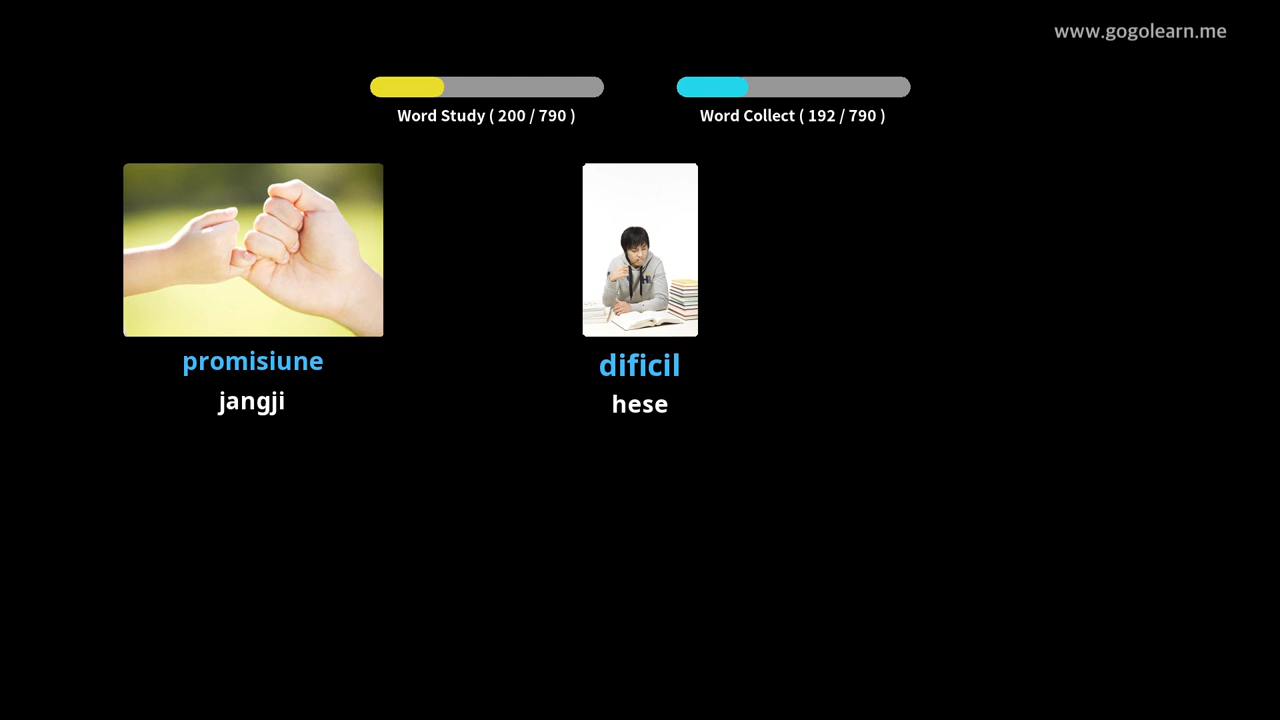 www.gogolearn.me
Word Study ( 200 / 790 )
Word Collect ( 192 / 790 )
promisiune
jangji
dificil
hese